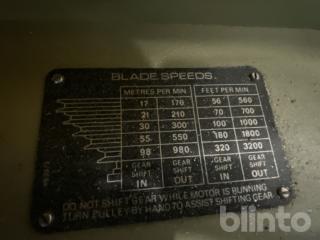 BLADE SPEEDS.
METRES PER MIN FEET PER MIN
17 170 56 560
21 210 70 700
30 300 100 1000
55 550 180 1800
98 980. 320 3200
GEAR GEAR GEAR GEAR
SHIFT SHIFT SHIFT SHIFT
IN OUT IN OUT
DO NOT SHIFT GEAR WHILE MOTOR IS RUNNING
TURN PULLEY BY HAND TO ASSIST SHIFTING GEAR
blinto